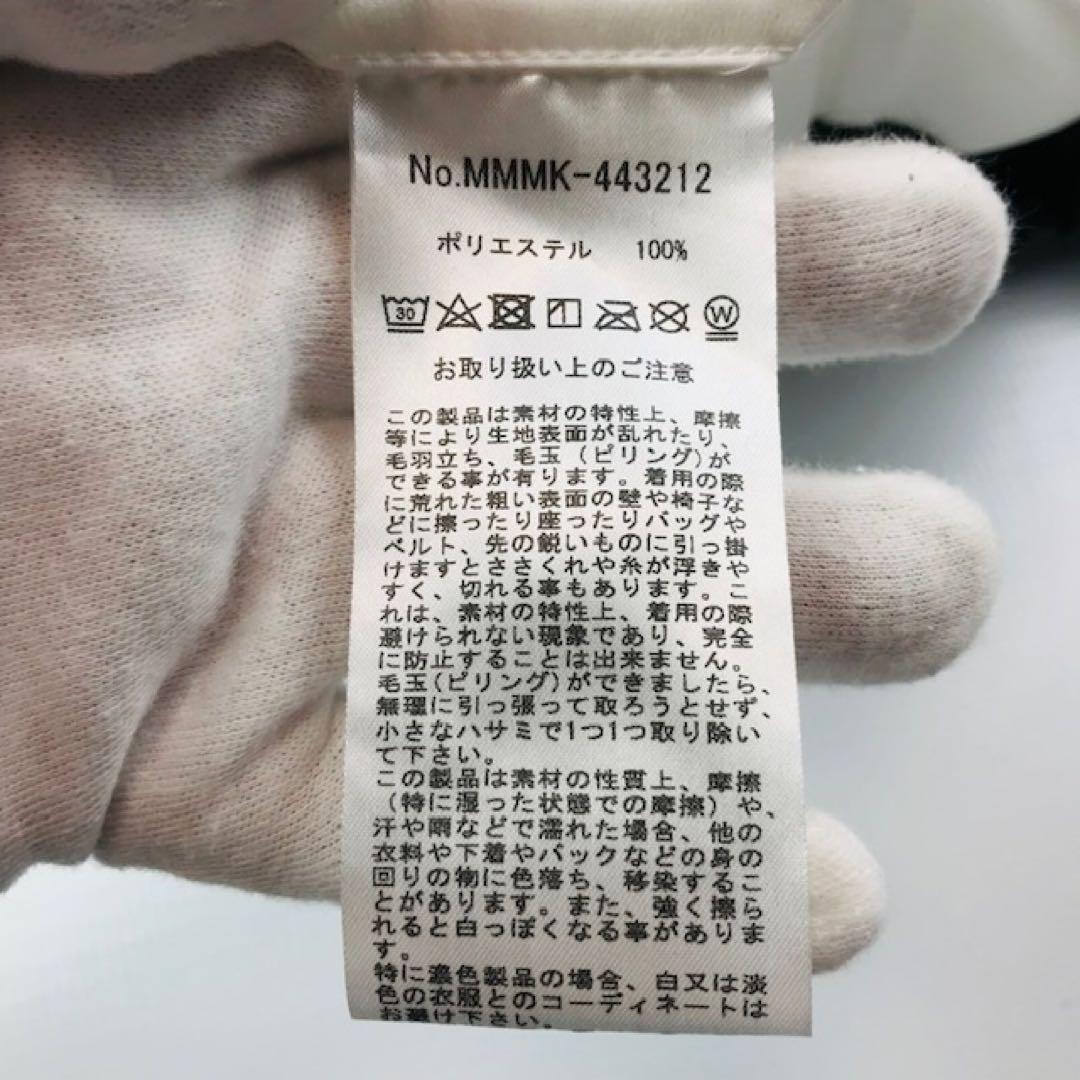 No.MMMK-443212
ポリエステル 100%
30
W
お取り扱い上のご注意
この製品は素材の特性上、摩擦
等により生地表面が乱れたり、
毛羽立ち、毛玉(ピリング)が
できる事が有ります。着用の際
に荒れた粗い表面の壁や椅子な
どに擦ったり座ったりバッグや
ベルト、先の鋭いものに引っ掛
けますとささくれや糸が浮きや
すく、切れる事もあります。こ
れは、素材の特性上、着用の際
避けられない現象であり、完全
に防止することは出来ません。
毛玉(ピリング)ができましたら、
無理に引っ張って取ろうとせず、
小さなハサミで1つ1つ取り除い
て下さい。
この製品は素材の性質上、摩擦
(特に湿った状態での摩擦)や、
汗や雨などで濡れた場合、他の
衣料や下着やバックなどの身の
回りの物に色落ち、移染するこ
とがあります。また、強く擦ら
れると白っぽくなる事がありま
す。
特に濃色製品の場合、白又は淡
色の衣服とのコーディネートは
お避け下さい。